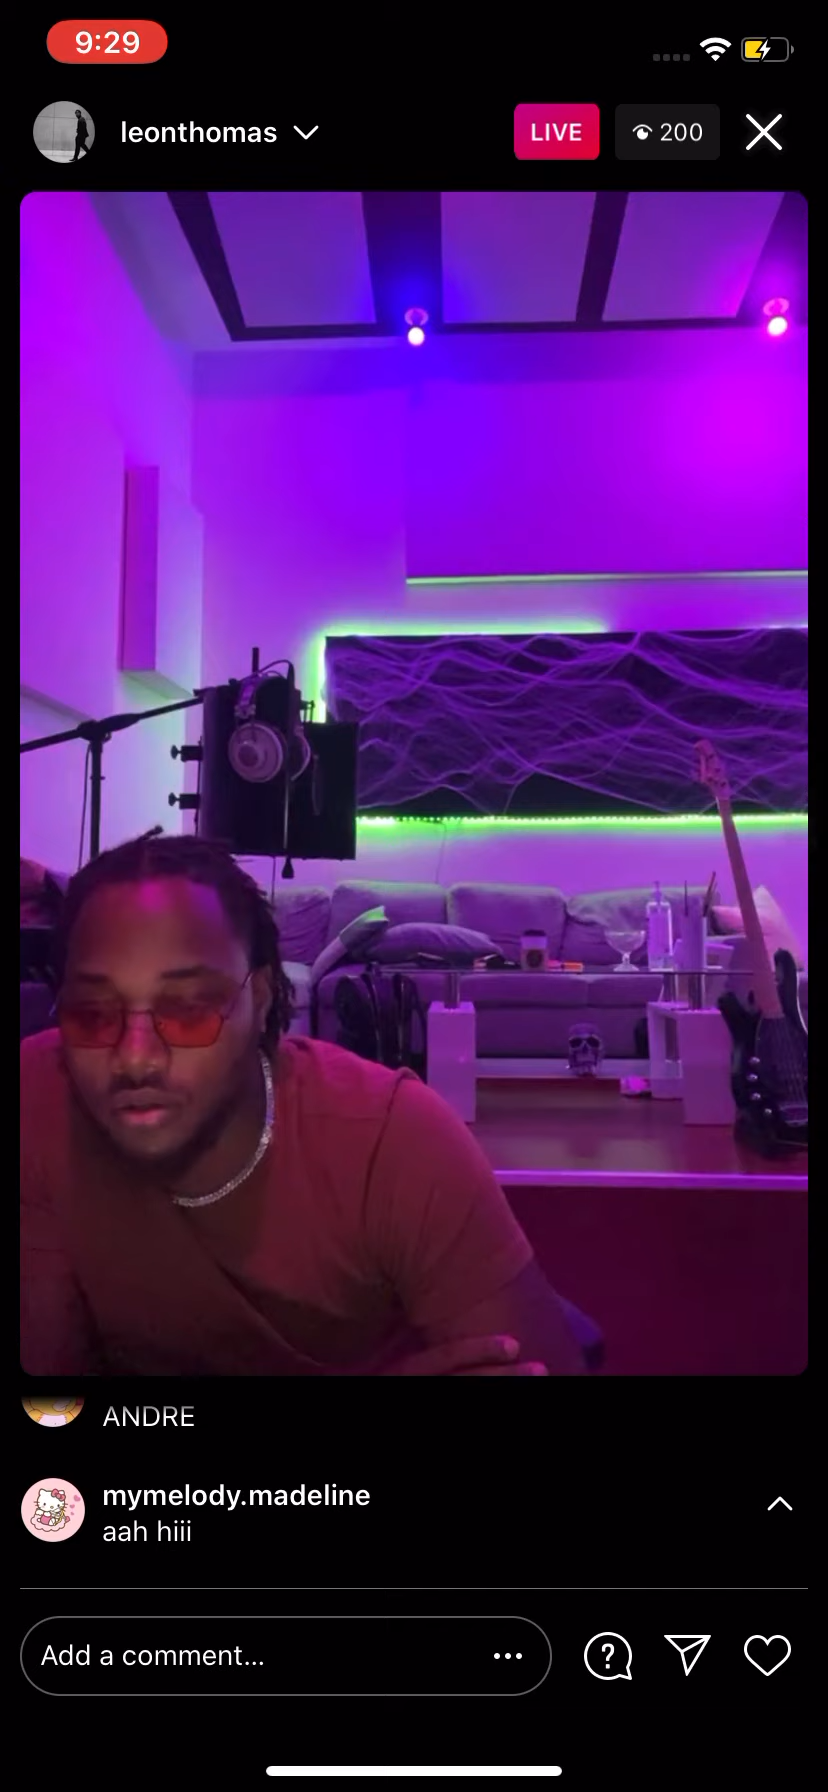 9:29
leonthomas
LIVE
200
ANDRE
mymelody.madeline
aah hiii
Add a comment...